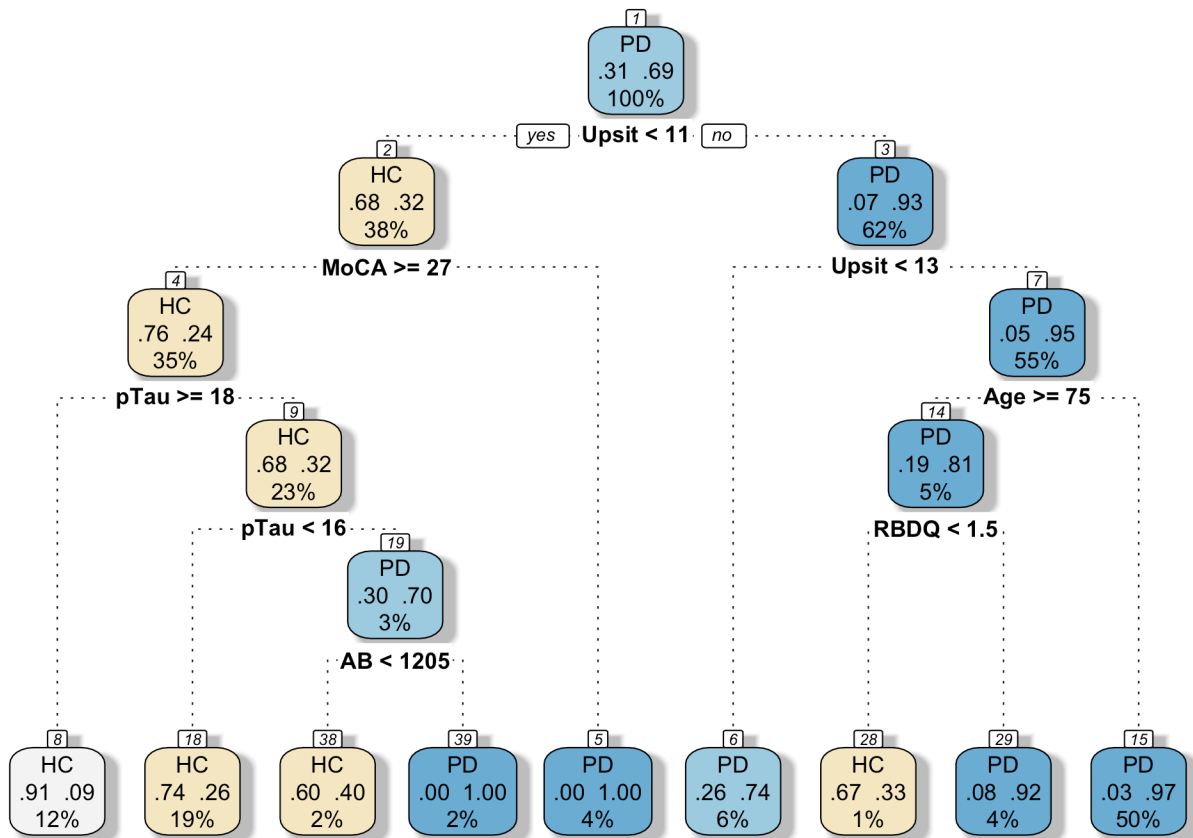 1
PD
.31 .69
100%
yes Upsit < 11 no
2
HC
.68 .32
38%
3
PD
.07 .93
62%
MoCA >= 27
Upsit < 13
4
HC
.76 .24
35%
7
PD
.05 .95
55%
pTau >= 18
Age >= 75
9
HC
.68 .32
23%
14
PD
.19 .81
5%
pTau < 16
RBDQ < 1.5
19
PD
.30 .70
3%
AB < 1205
8
HC
.91 .09
12%
18
HC
.74 .26
19%
38
HC
.60 .40
2%
39
PD
.00 1.00
2%
5
PD
.00 1.00
4%
6
PD
.26 .74
6%
28
HC
.67 .33
1%
29
PD
.08 .92
4%
15
PD
.03 .97
50%